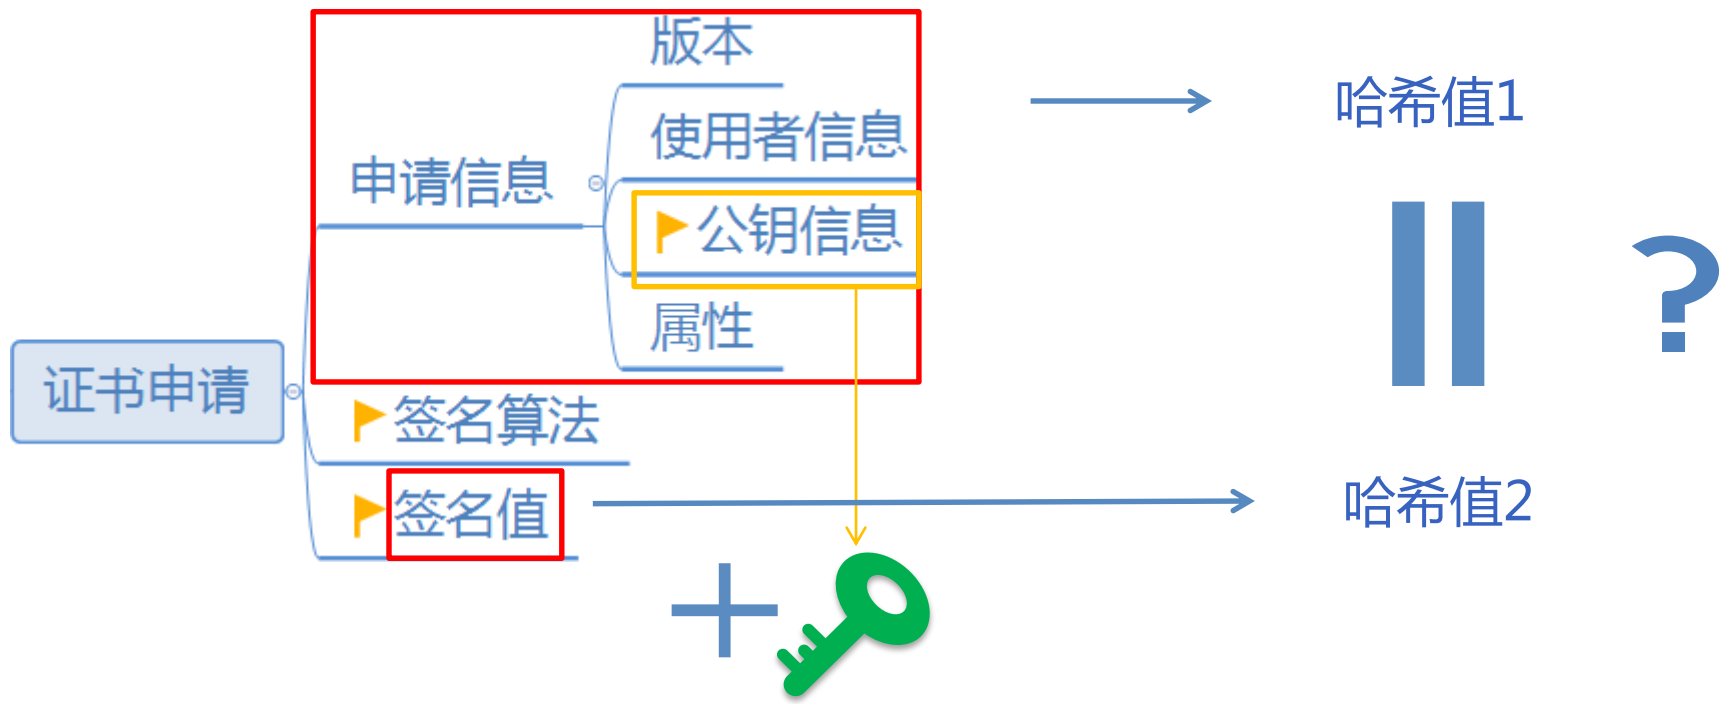 版本
使用者信息
申请信息
公钥信息
属性
证书申请
签名算法
签名值
哈希值1
?
哈希值2